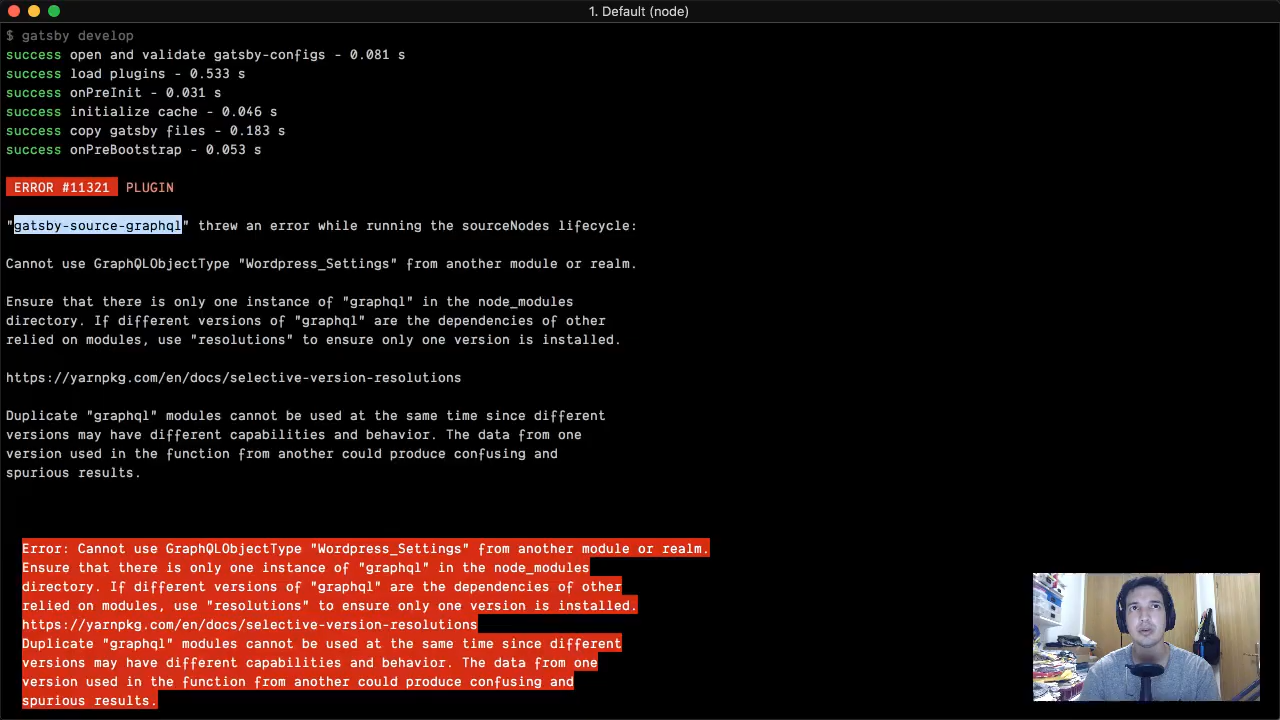 1. Default (node)
$ gatsby develop
success open and validate gatsby-configs - 0.081 s
success load plugins - 0.533 s
success onPreInit - 0.031 s
success initialize cache - 0.046 s
success copy gatsby files - 0.183 s
success onPreBootstrap - 0.053 s
ERROR #11321 PLUGIN
"gatsby-source-graphql" threw an error while running the sourceNodes lifecycle:
Cannot use GraphQLObjectType "Wordpress_Settings" from another module or realm.
Ensure that there is only one instance of "graphql" in the node_modules
directory. If different versions of "graphql" are the dependencies of other
relied on modules, use "resolutions" to ensure only one version is installed.
https://yarnpkg.com/en/docs/selective-version-resolutions
Duplicate "graphql" modules cannot be used at the same time since different
versions may have different capabilities and behavior. The data from one
version used in the function from another could produce confusing and
spurious results.
Error: Cannot use GraphQLObjectType "Wordpress_Settings" from another module or realm.
Ensure that there is only one instance of "graphql" in the node_modules
directory. If different versions of "graphql" are the dependencies of other
relied on modules, use "resolutions" to ensure only one version is installed.
https://yarnpkg.com/en/docs/selective-version-resolutions
Duplicate "graphql" modules cannot be used at the same time since different
versions may have different capabilities and behavior. The data from one
version used in the function from another could produce confusing and
spurious results.